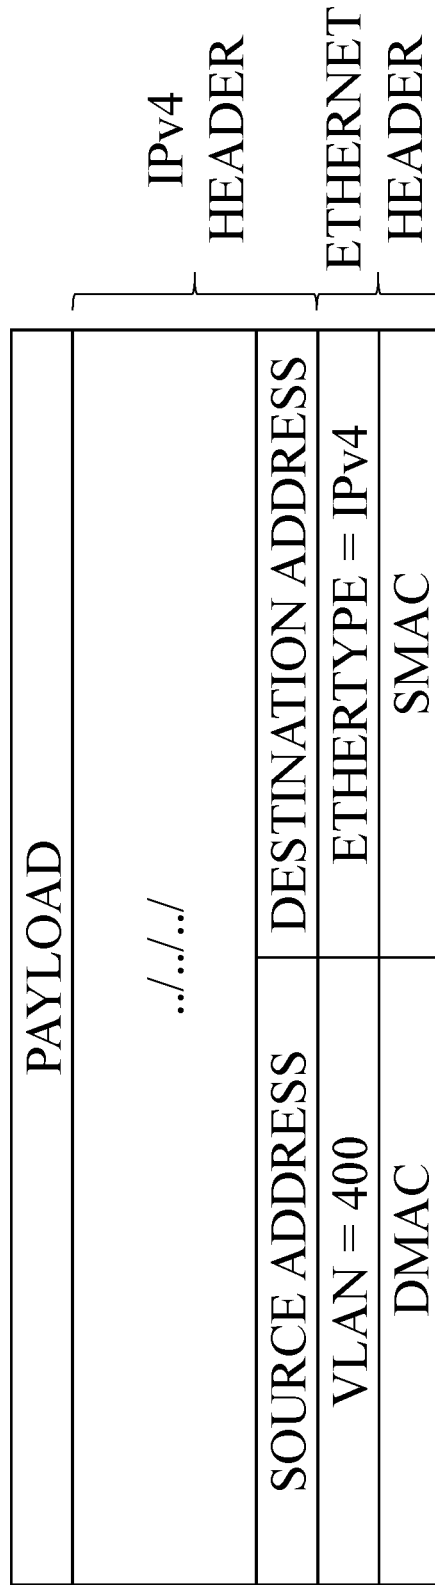 PAYLOAD
../../../
IPv4
HEADER
SOURCE ADDRESS
DESTINATION ADDRESS
VLAN = 400
ETHERTYPE = IPv4
ETHERNET
HEADER
DMAC
SMAC